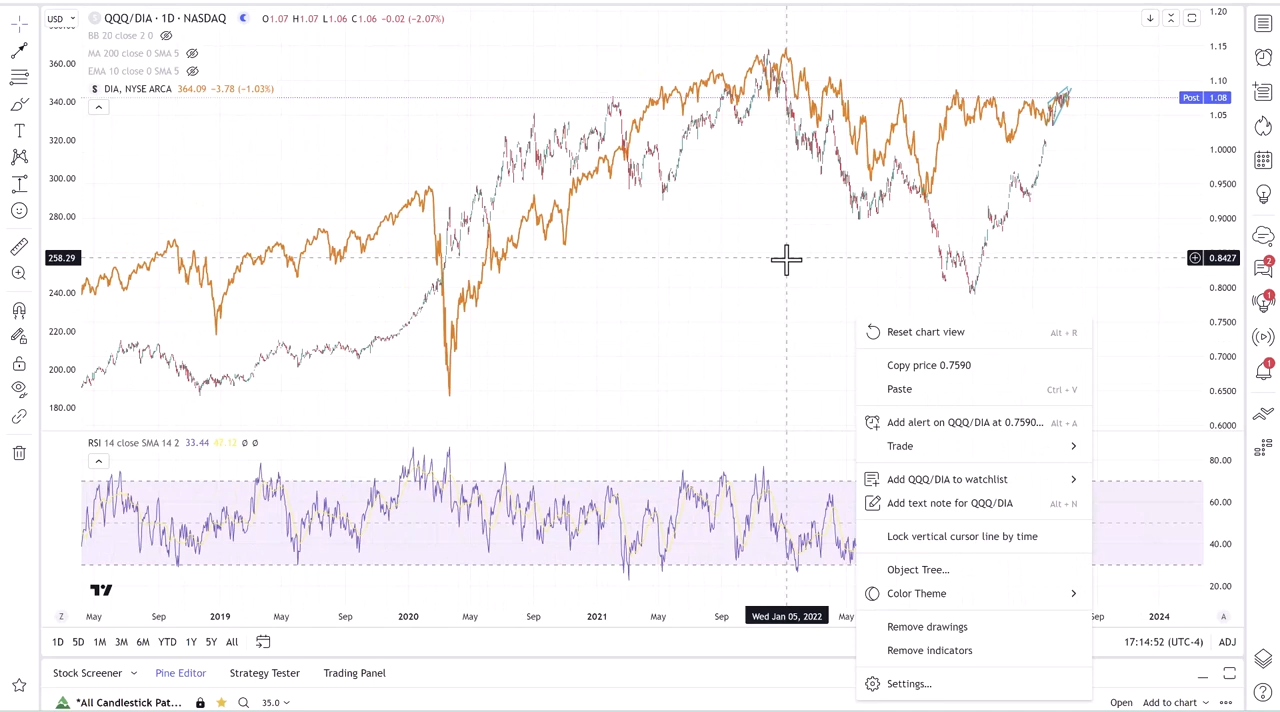 USD QQQ/DIA · 1D · NASDAQ O1.07 H1.07 L1.06 C1.06 −0.02 (−2.07%)
BB 20 close 2 0
MA 200 close 0 SMA 5
EMA 10 close 0 SMA 5
$ DIA, NYSE ARCA 364.09 −3.78 (−1.03%)
360.00
340.00
320.00
300.00
280.00
258.29
240.00
220.00
200.00
180.00
1.20
1.15
1.10
Post 1.08
1.05
1.0000
0.9500
0.9000
0.8427
0.8000
0.7500
0.7000
0.6500
0.6000
2
1
1
Reset chart view Alt + R
Copy price 0.7590
Paste Ctrl + V
Add alert on QQQ/DIA at 0.7590... Alt + A
Trade
Add QQQ/DIA to watchlist
Add text note for QQQ/DIA Alt + N
Lock vertical cursor line by time
Object Tree...
Color Theme
Remove drawings
Remove indicators
Settings...
RSI 14 close SMA 14 2 33.44 47.12 Ø Ø
80.00
60.00
40.00
20.00
Z May Sep 2019 May Sep 2020 May Sep 2021 May Sep Wed Jan 05, 2022 May Sep 2024 A
1D 5D 1M 3M 6M YTD 1Y 5Y All 17:14:52 (UTC-4) ADJ
Stock Screener Pine Editor Strategy Tester Trading Panel
*All Candlestick Pat... 35.0 Open Add to chart